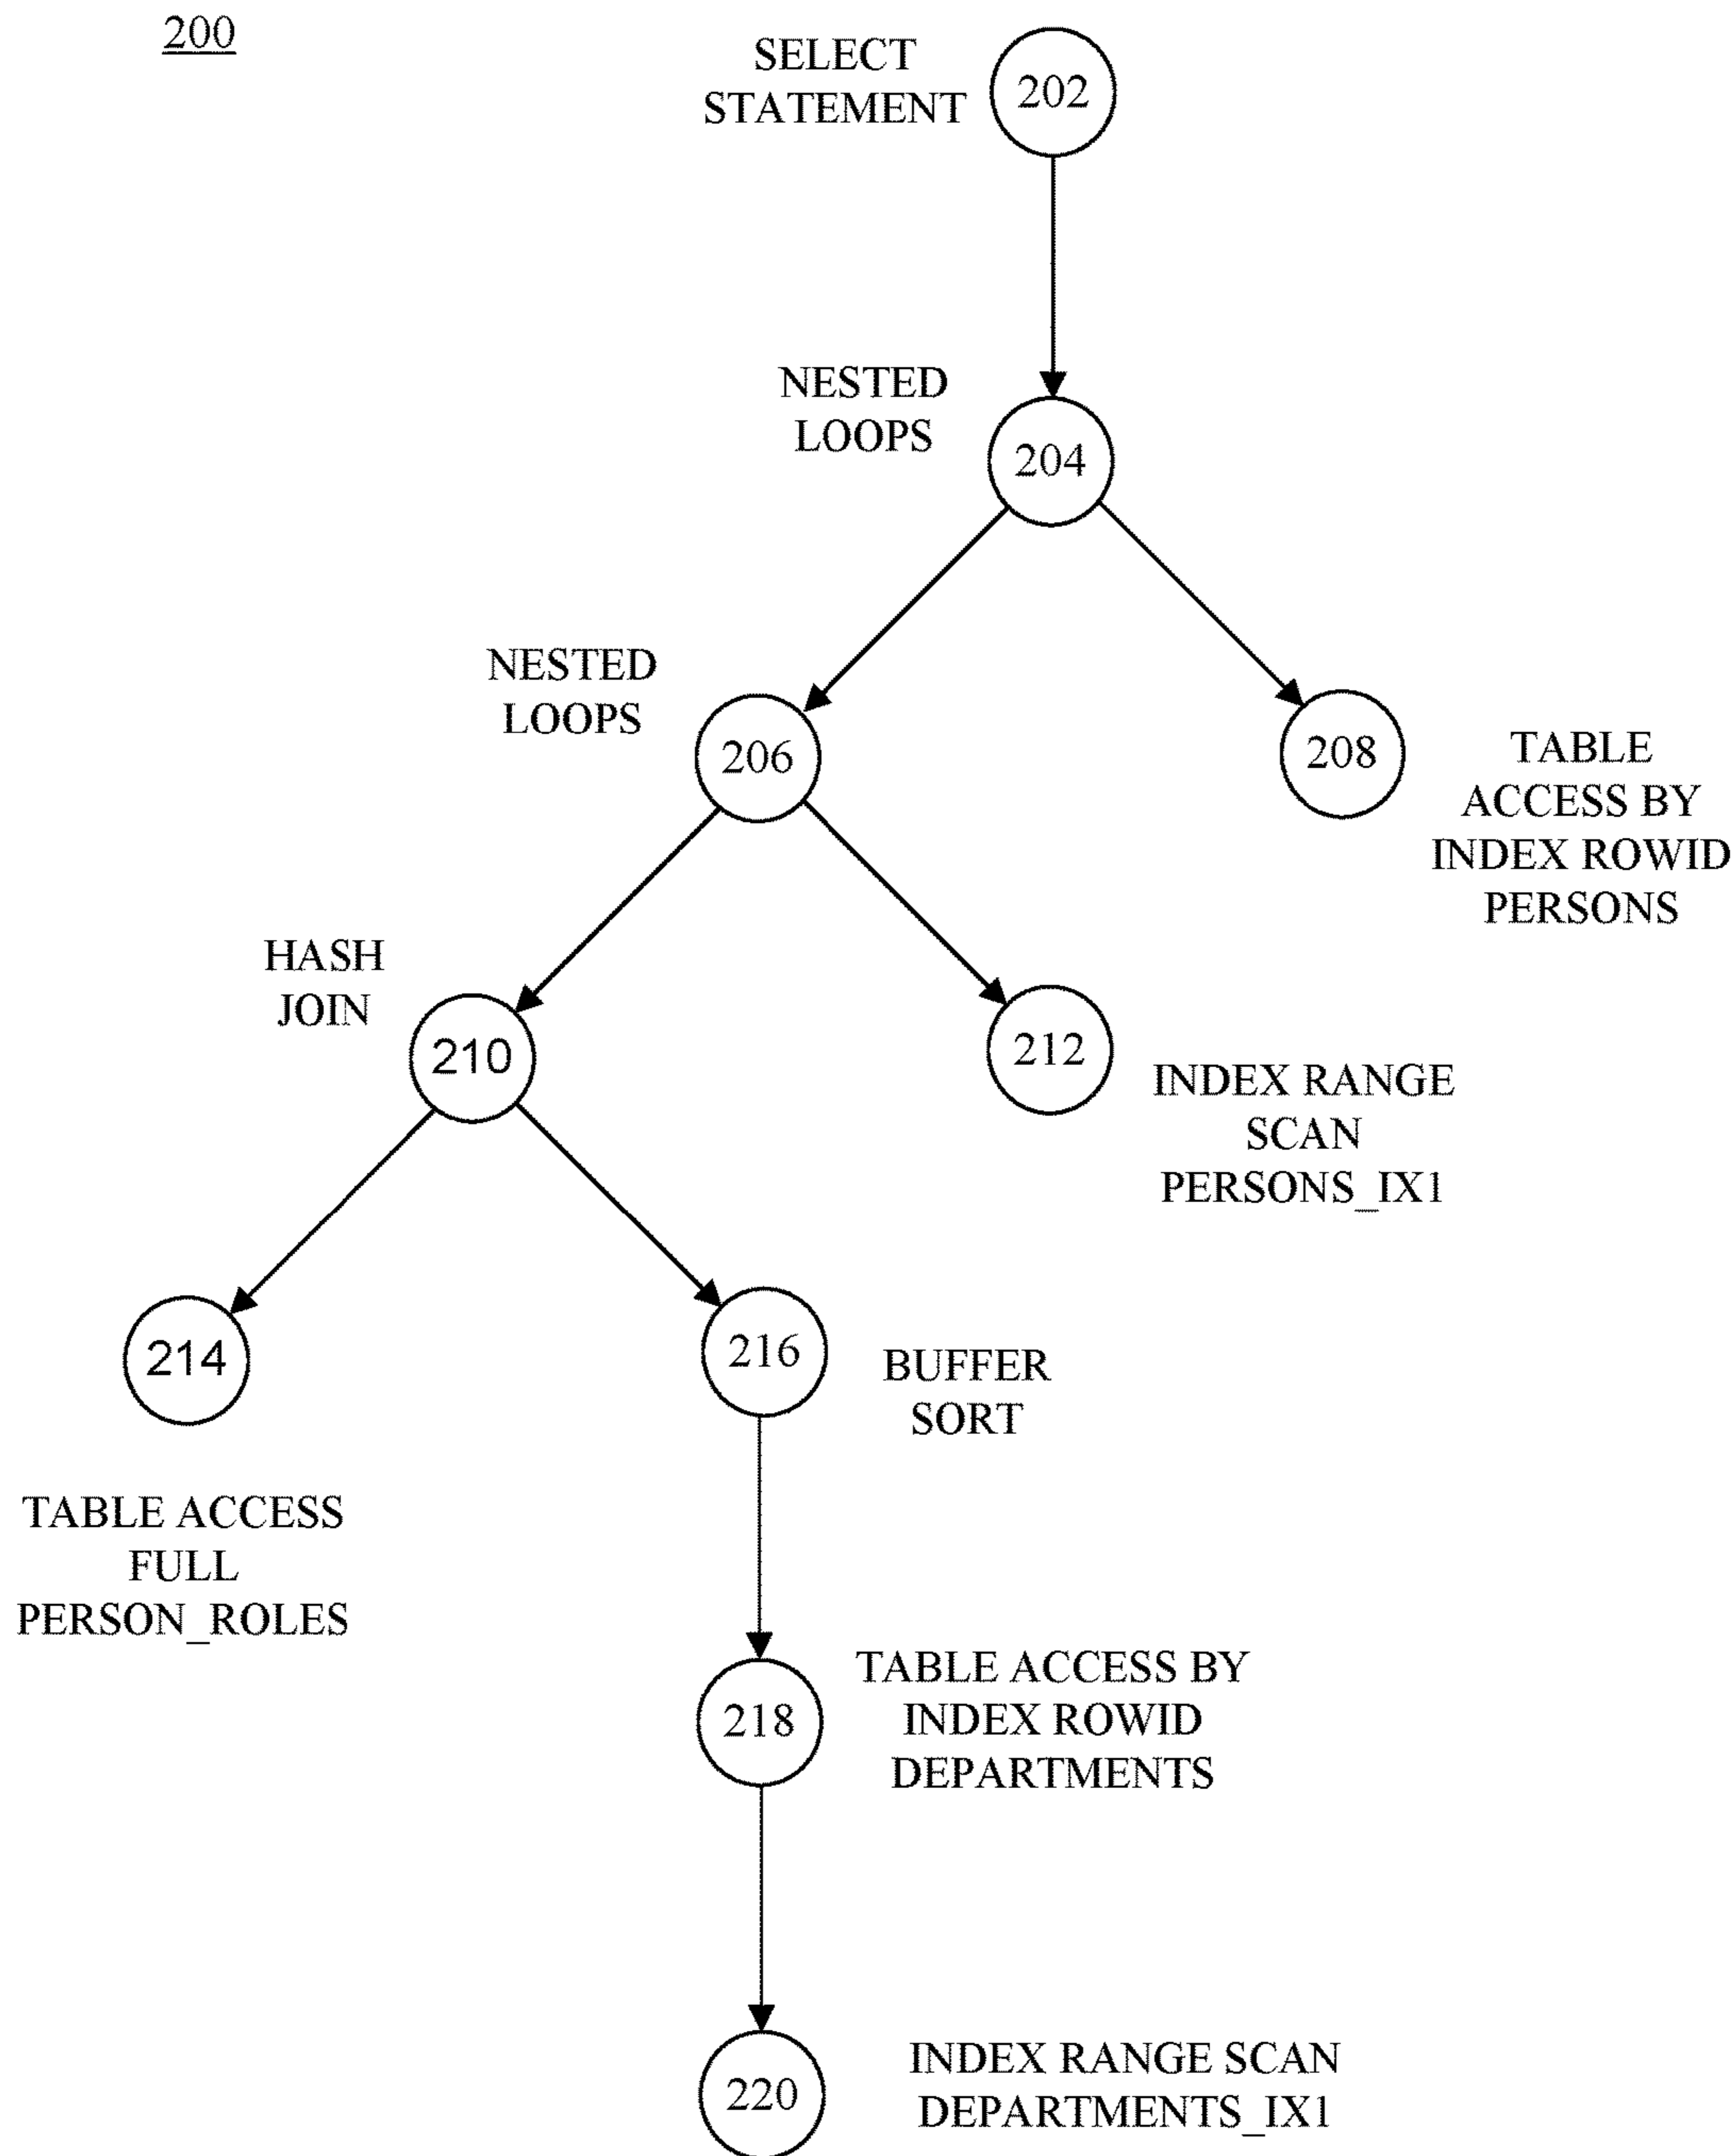 200
SELECT
STATEMENT
202
NESTED
LOOPS
204
NESTED
LOOPS
206
208
TABLE
ACCESS BY
INDEX ROWID
PERSONS
HASH
JOIN
210
212
INDEX RANGE
SCAN
PERSONS_IX1
214
216
BUFFER
SORT
TABLE ACCESS
FULL
PERSON_ROLES
218
TABLE ACCESS BY
INDEX ROWID
DEPARTMENTS
220
INDEX RANGE SCAN
DEPARTMENTS_IX1